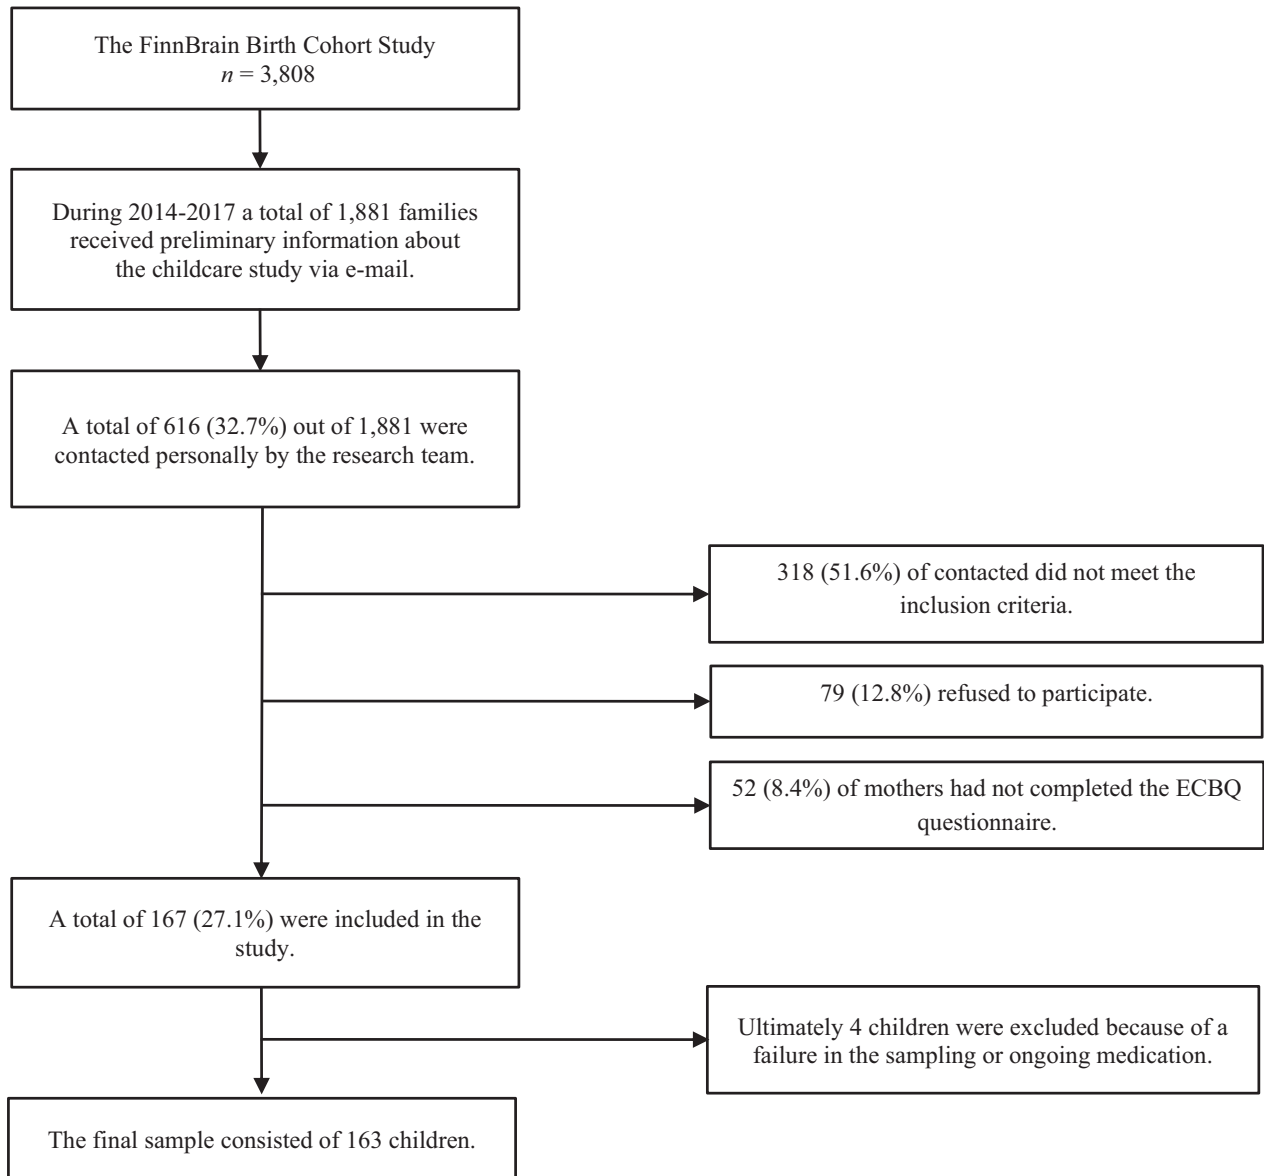 The FinnBrain Birth Cohort Study
n = 3,808
During 2014-2017 a total of 1,881 families
received preliminary information about
the childcare study via e-mail.
A total of 616 (32.7%) out of 1,881 were
contacted personally by the research team.
318 (51.6%) of contacted did not meet the
inclusion criteria.
79 (12.8%) refused to participate.
52 (8.4%) of mothers had not completed the ECBQ
questionnaire.
A total of 167 (27.1%) were included in the
study.
Ultimately 4 children were excluded because of a
failure in the sampling or ongoing medication.
The final sample consisted of 163 children.